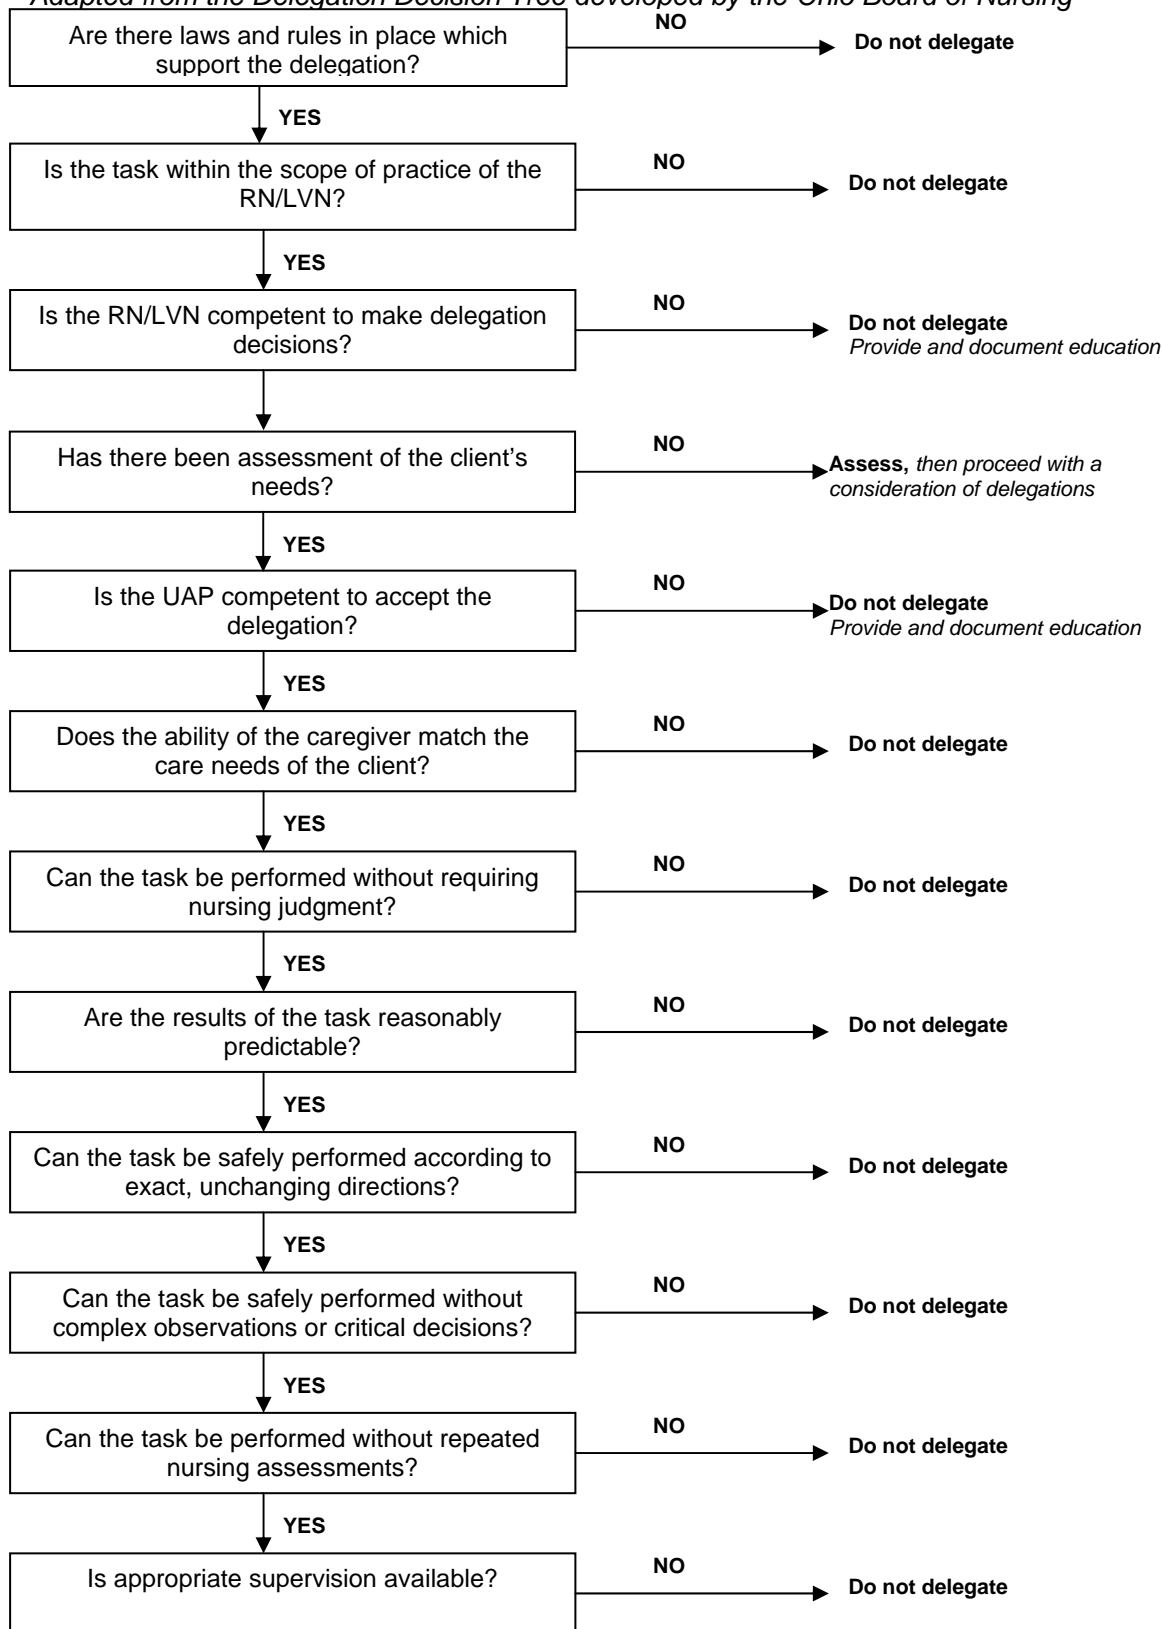 Adapted from the Delegation Decision Tree developed by the Ohio Board of Nursing
Are there laws and rules in place which
support the delegation?
NO
Do not delegate
YES
Is the task within the scope of practice of the
RN/LVN?
NO
Do not delegate
YES
Is the RN/LVN competent to make delegation
decisions?
NO
Do not delegate
Provide and document education
Has there been assessment of the client's
needs?
NO
Assess, then proceed with a
consideration of delegations
YES
Is the UAP competent to accept the
delegation?
NO
Do not delegate
Provide and document education
YES
Does the ability of the caregiver match the
care needs of the client?
NO
Do not delegate
YES
Can the task be performed without requiring
nursing judgment?
NO
Do not delegate
YES
Are the results of the task reasonably
predictable?
NO
Do not delegate
YES
Can the task be safely performed according to
exact, unchanging directions?
NO
Do not delegate
YES
Can the task be safely performed without
complex observations or critical decisions?
NO
Do not delegate
YES
Can the task be performed without repeated
nursing assessments?
NO
Do not delegate
YES
Is appropriate supervision available?
NO
Do not delegate